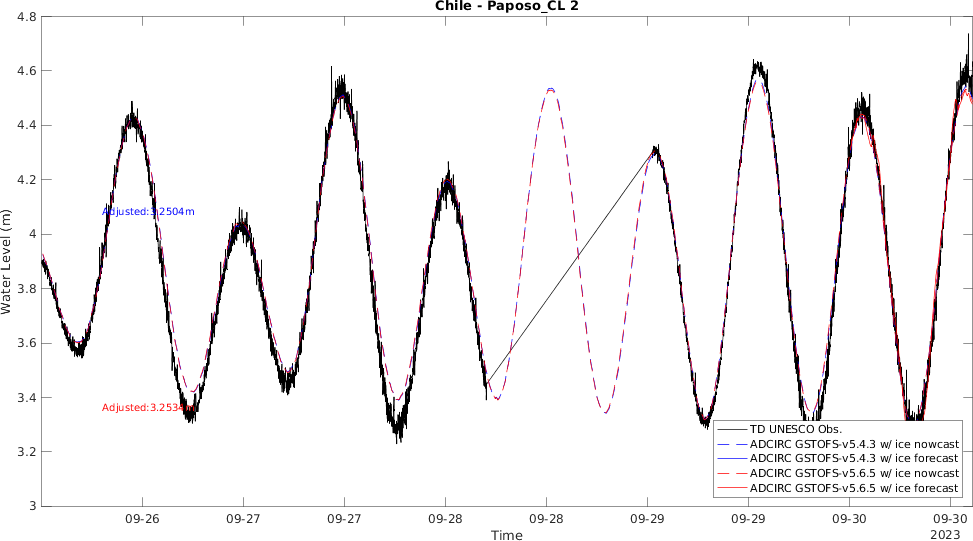 Chile - Paposo_CL 2
4.8
4.6
4.4
4.2
4
3.8
3.6
3.4
3.2
3
Water Level (m)
Adjusted:3.2504m
Adjusted:3.2534m
TD UNESCO Obs.
ADCIRC GSTOFS-v5.4.3 w/ ice nowcast
ADCIRC GSTOFS-v5.4.3 w/ ice forecast
ADCIRC GSTOFS-v5.6.5 w/ ice nowcast
ADCIRC GSTOFS-v5.6.5 w/ ice forecast
09-26 09-27 09-27 09-28 09-28 09-29 09-29 09-30 09-30
2023
Time